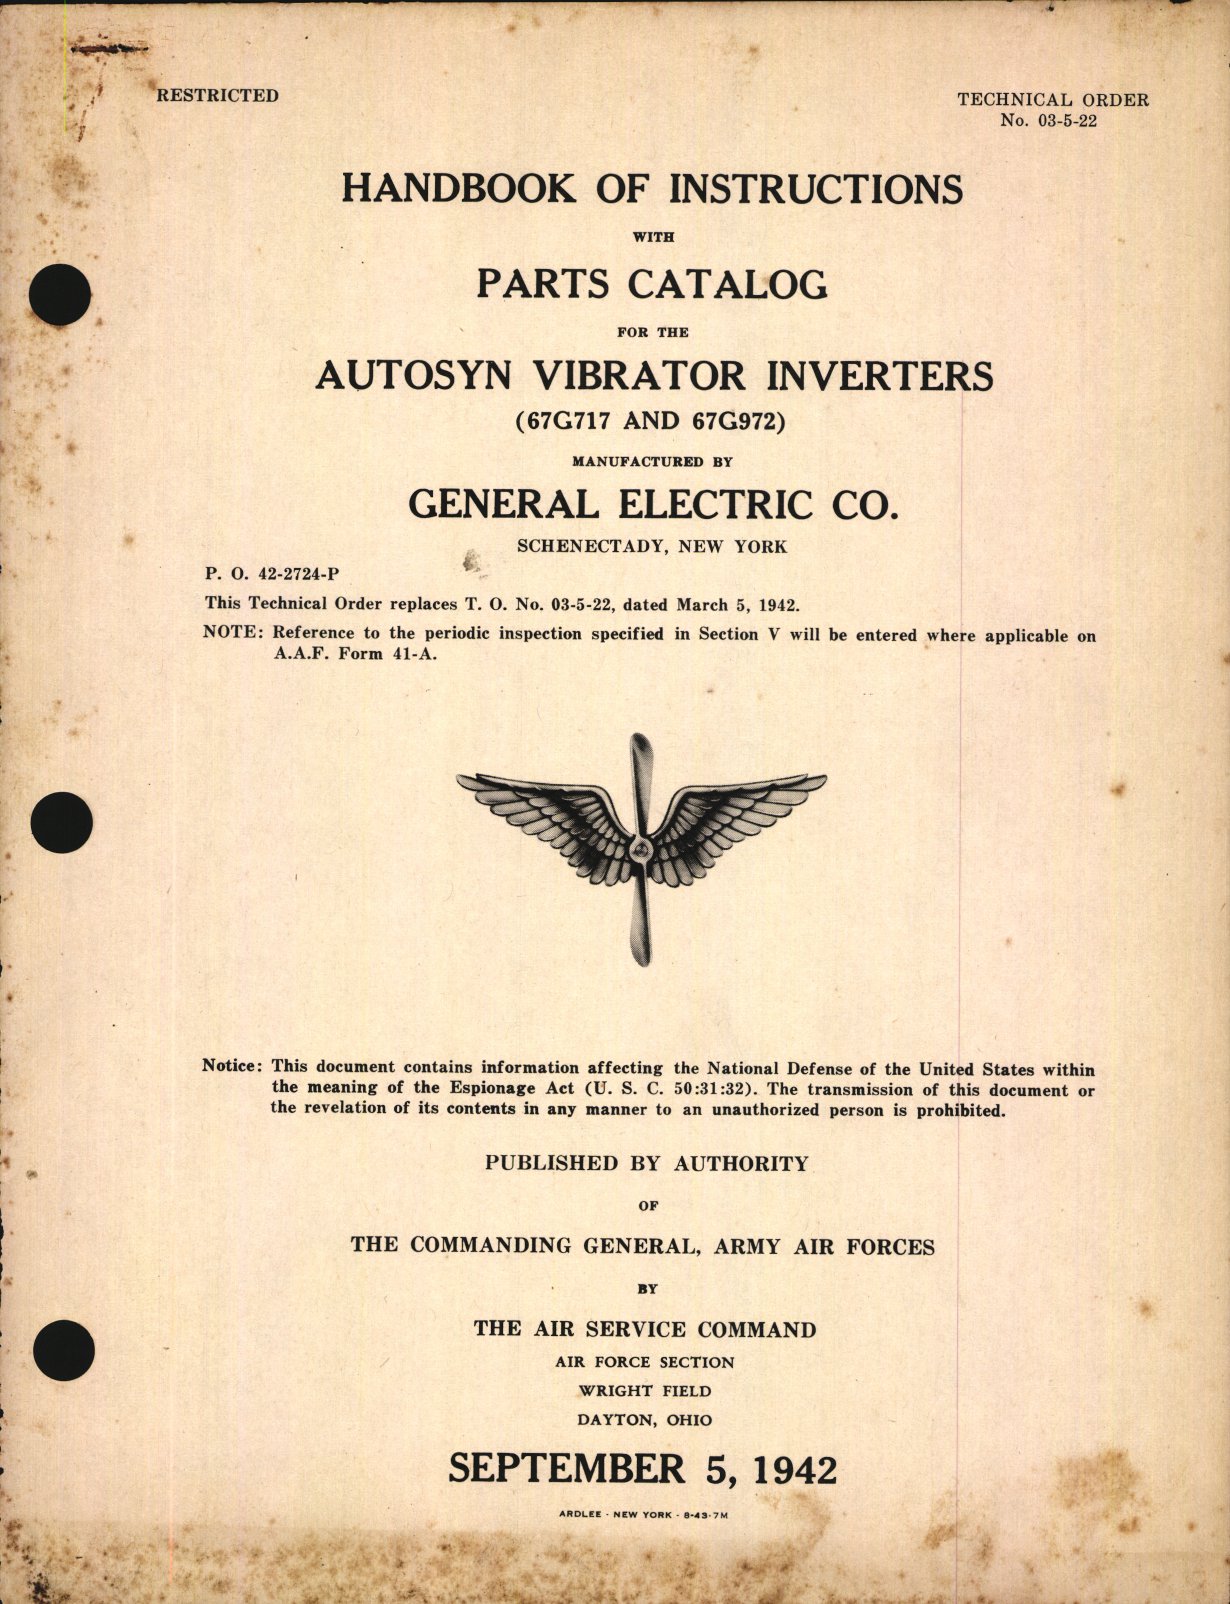 RESTRICTED
TECHNICAL ORDER
No. 03-5-22
HANDBOOK OF INSTRUCTIONS
WITH
PARTS CATALOG
FOR THE
AUTOSYN VIBRATOR INVERTERS
(67G717 AND 67G972)
MANUFACTURED BY
GENERAL ELECTRIC CO.
SCHENECTADY, NEW YORK
P. O. 42-2724-P
This Technical Order replaces T. O. No. 03-5-22, dated March 5, 1942.
NOTE: Reference to the periodic inspection specified in Section V will be entered where applicable on
A.A.F. Form 41-A.
Notice: This document contains information affecting the National Defense of the United States within
the meaning of the Espionage Act (U. S. C. 50:31:32). The transmission of this document or
the revelation of its contents in any manner to an unauthorized person is prohibited.
PUBLISHED BY AUTHORITY
OF
THE COMMANDING GENERAL, ARMY AIR FORCES
BY
THE AIR SERVICE COMMAND
AIR FORCE SECTION
WRIGHT FIELD
DAYTON, OHIO
SEPTEMBER 5, 1942
ARDLEE - NEW YORK - 8-43-7M